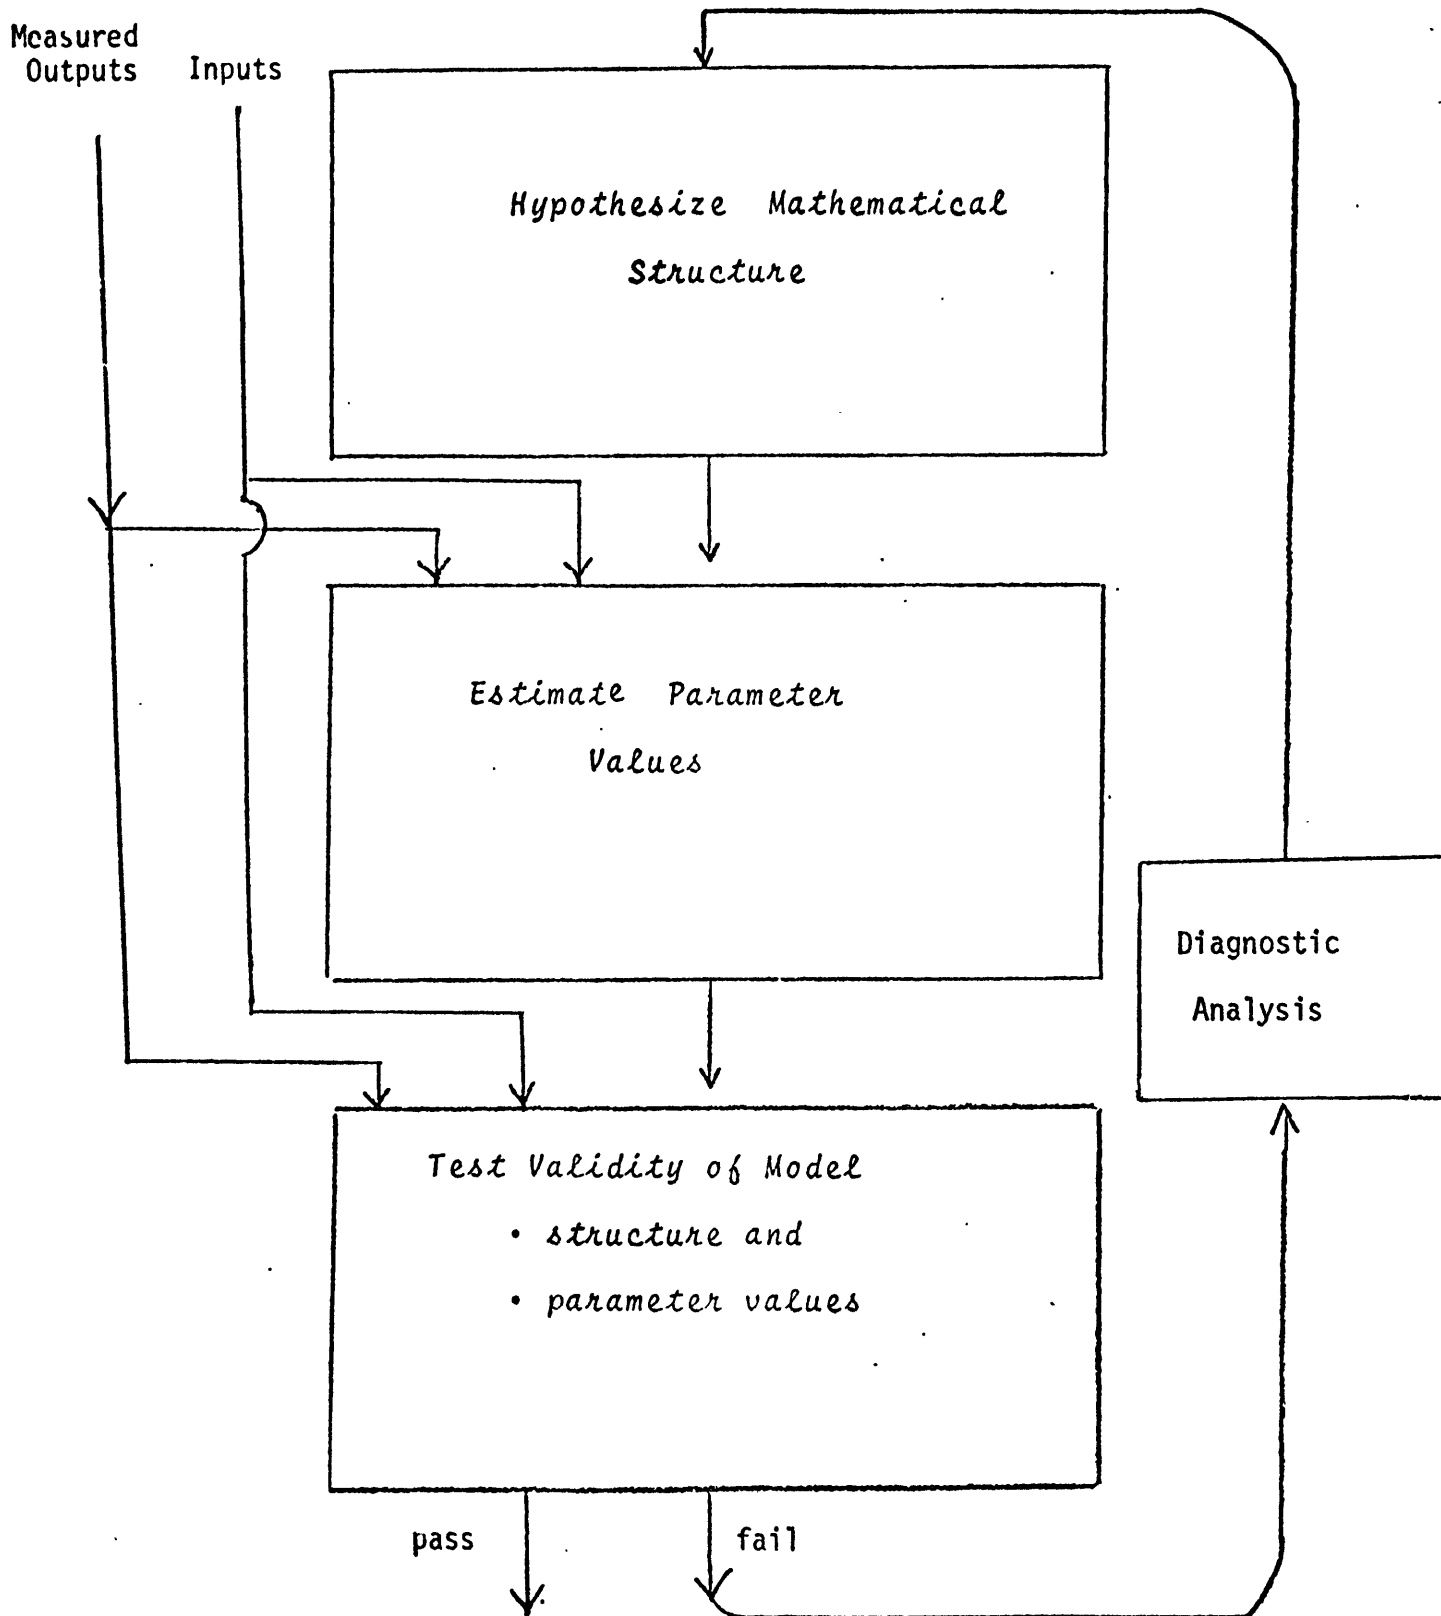 Measured
Outputs
Inputs
Hypothesize Mathematical
Structure
Estimate Parameter
Values
Diagnostic
Analysis
Test Validity of Model
• structure and
• parameter values
pass
fail